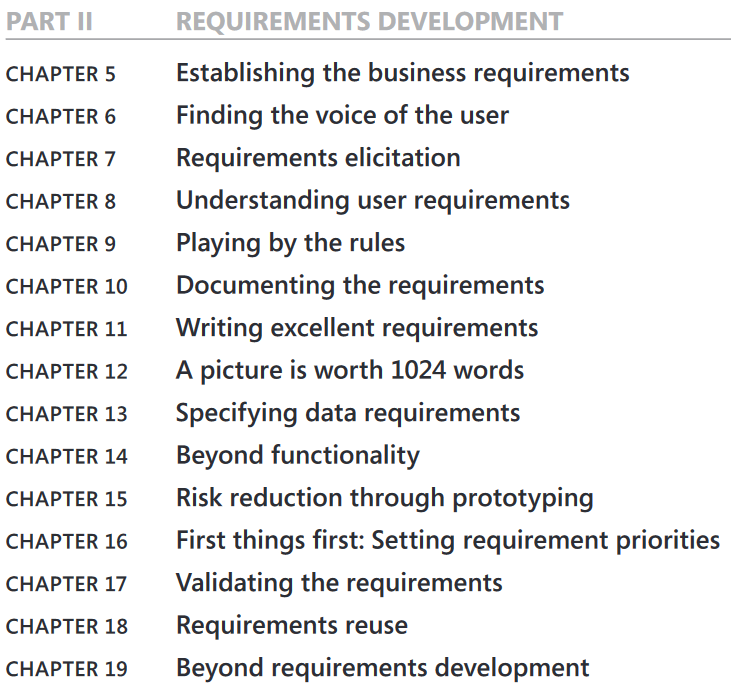 PART II REQUIREMENTS DEVELOPMENT
CHAPTER 5 Establishing the business requirements
CHAPTER 6 Finding the voice of the user
CHAPTER 7 Requirements elicitation
CHAPTER 8 Understanding user requirements
CHAPTER 9 Playing by the rules
CHAPTER 10 Documenting the requirements
CHAPTER 11 Writing excellent requirements
CHAPTER 12 A picture is worth 1024 words
CHAPTER 13 Specifying data requirements
CHAPTER 14 Beyond functionality
CHAPTER 15 Risk reduction through prototyping
CHAPTER 16 First things first: Setting requirement priorities
CHAPTER 17 Validating the requirements
CHAPTER 18 Requirements reuse
CHAPTER 19 Beyond requirements development